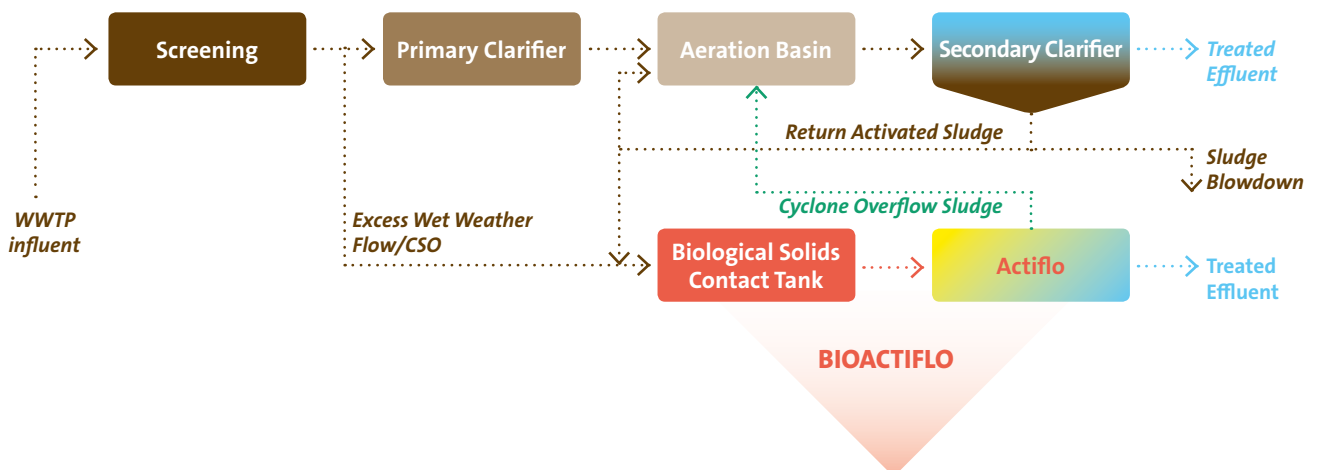 Screening
Primary Clarifier
Aeration Basin
Secondary Clarifier
Treated
Effluent
Return Activated Sludge
Sludge
Blowdown
WWTP
influent
Excess Wet Weather
Flow/CSO
Cyclone Overflow Sludge
Biological Solids
Contact Tank
Actiflo
Treated
Effluent
BIOACTIFLO